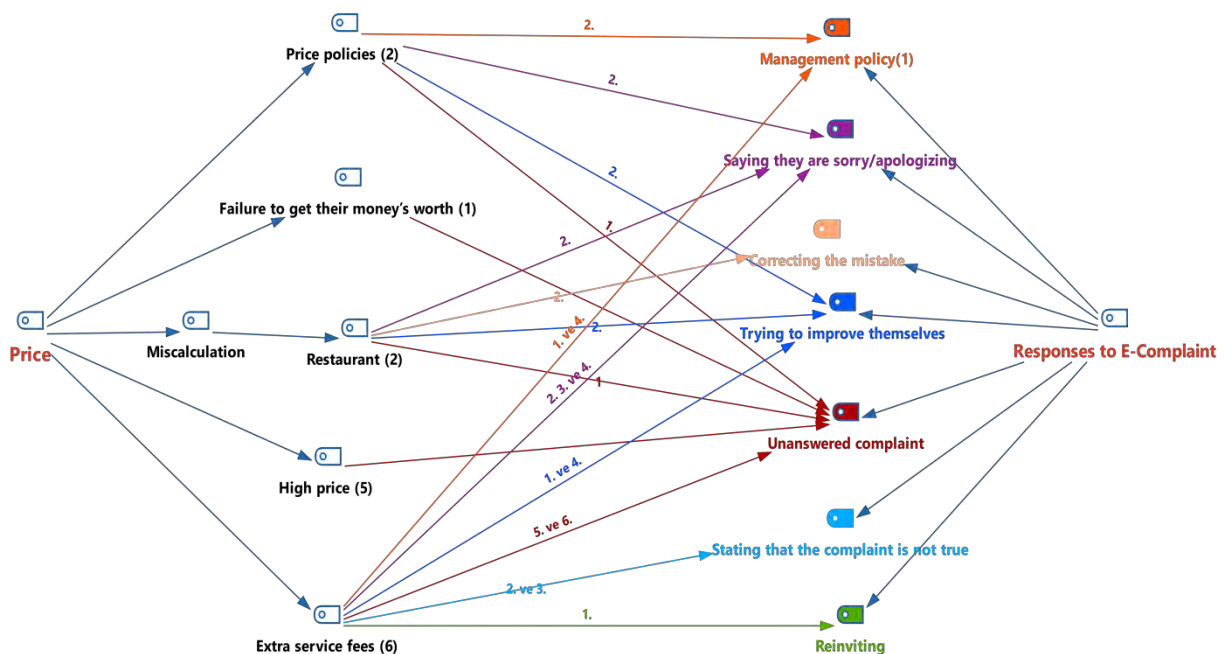 2.
Price policies (2)
Management policy(1)
2.
Saying they are sorry/apologizing
2.
Failure to get their money's worth (1)
1.
2.
Correcting the mistake
2.
Price
Miscalculation
Restaurant (2)
2.
1. ve 4.
Trying to improve themselves
Responses to E-Complaint
2. 3. ve 4.
1
Unanswered complaint
High price (5)
1. ve 4.
5. ve 6.
Stating that the complaint is not true
2. ve 3.
1.
Extra service fees (6)
Reinviting